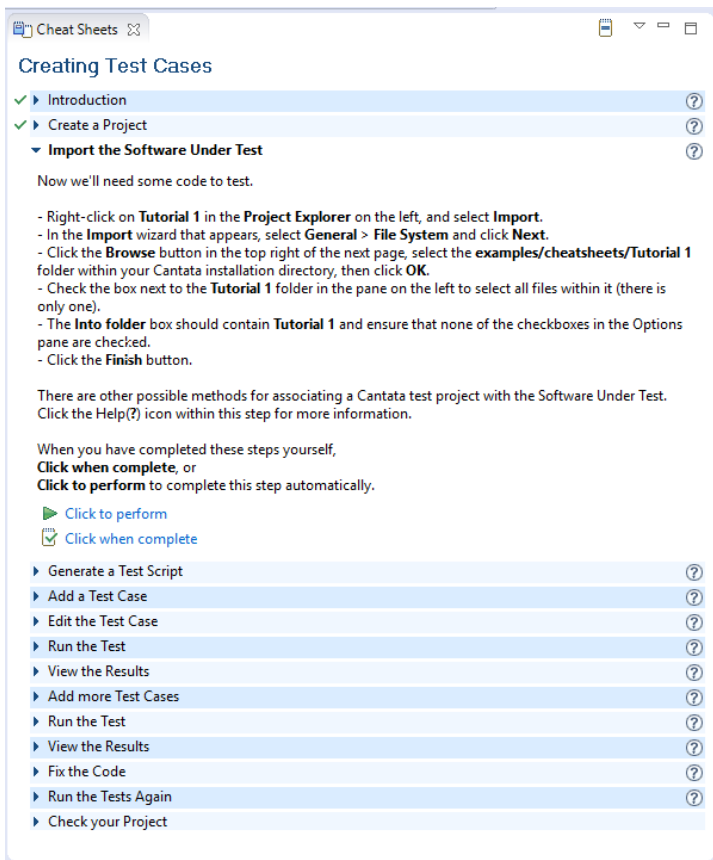 Cheat Sheets
Creating Test Cases
Introduction
Create a Project
Import the Software Under Test
Now we'll need some code to test.
- Right-click on Tutorial 1 in the Project Explorer on the left, and select Import.
- In the Import wizard that appears, select General > File System and click Next.
- Click the Browse button in the top right of the next page, select the examples/cheatsheets/Tutorial 1
folder within your Cantata installation directory, then click OK.
- Check the box next to the Tutorial 1 folder in the pane on the left to select all files within it (there is
only one).
- The Into folder box should contain Tutorial 1 and ensure that none of the checkboxes in the Options
pane are checked.
- Click the Finish button.
There are other possible methods for associating a Cantata test project with the Software Under Test.
Click the Help(?) icon within this step for more information.
When you have completed these steps yourself,
Click when complete, or
Click to perform to complete this step automatically.
Click to perform
Click when complete
Generate a Test Script
Add a Test Case
Edit the Test Case
Run the Test
View the Results
Add more Test Cases
Run the Test
View the Results
Fix the Code
Run the Tests Again
Check your Project